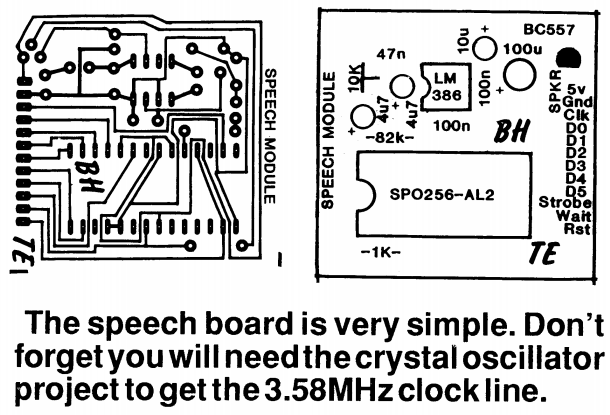 SPEECH MODULE
BH
TE
SPEECH MODULE
BC557
10u
47n
100u
10K
LM
386
100n
SPKR
4u7
4u7
100n
-82k-
BH
5v
Gnd
Clk
D0
D1
D2
D3
D4
D5
Strobe
Wait
Rst
SPO256-AL2
TE
-1K-
The speech board is very simple. Don't
forget you will need the crystal oscillator
project to get the 3.58MHz clock line.